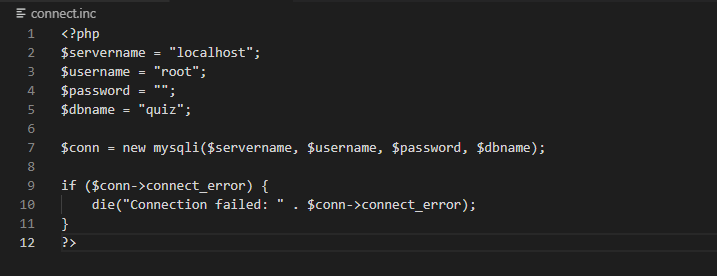 connect.inc
1 <?php
2 $servername = "localhost";
3 $username = "root";
4 $password = "";
5 $dbname = "quiz";
6
7 $conn = new mysqli($servername, $username, $password, $dbname);
8
9 if ($conn->connect_error) {
10     die("Connection failed: " . $conn->connect_error);
11 }
12 ?>